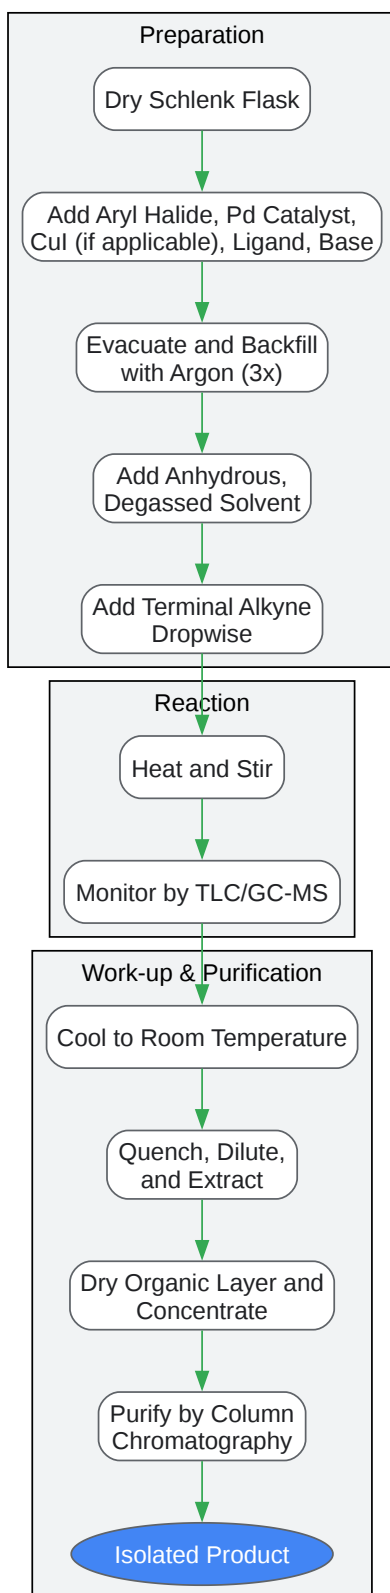 Preparation
Dry Schlenk Flask
Add Aryl Halide, Pd Catalyst,
CuI (if applicable), Ligand, Base
Evacuate and Backfill
with Argon (3x)
Add Anhydrous,
Degassed Solvent
Add Terminal Alkyne
Dropwise
Reaction
Heat and Stir
Monitor by TLC/GC-MS
Work-up & Purification
Cool to Room Temperature
Quench, Dilute,
and Extract
Dry Organic Layer and
Concentrate
Purify by Column
Chromatography
Isolated Product